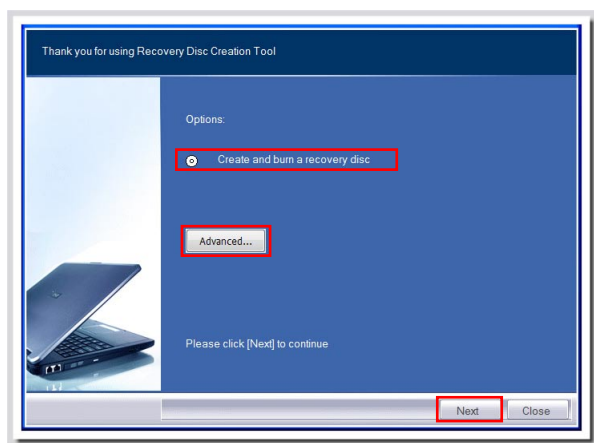 Thank you for using Recovery Disc Creation Tool
Options:
Create and burn a recovery disc
Advanced...
Please click [Next] to continue
Next Close